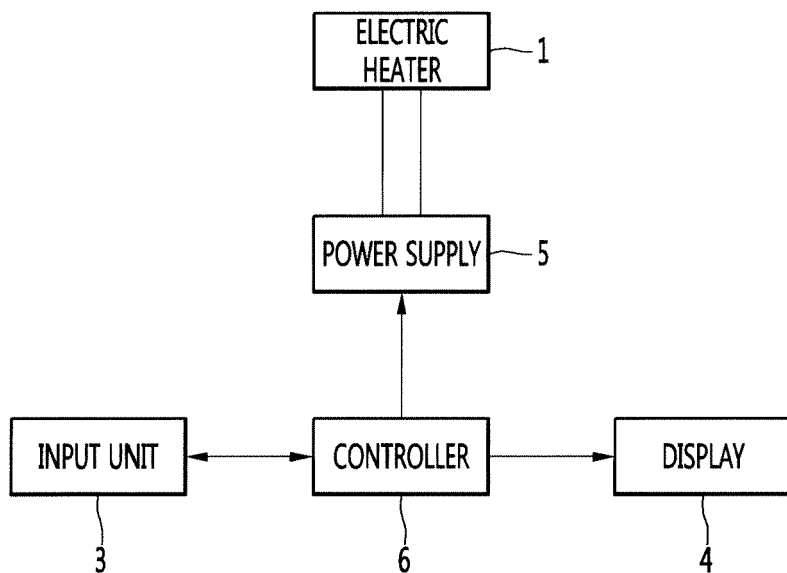 ELECTRIC
HEATER
1
POWER SUPPLY
5
INPUT UNIT
CONTROLLER
DISPLAY
3
6
4